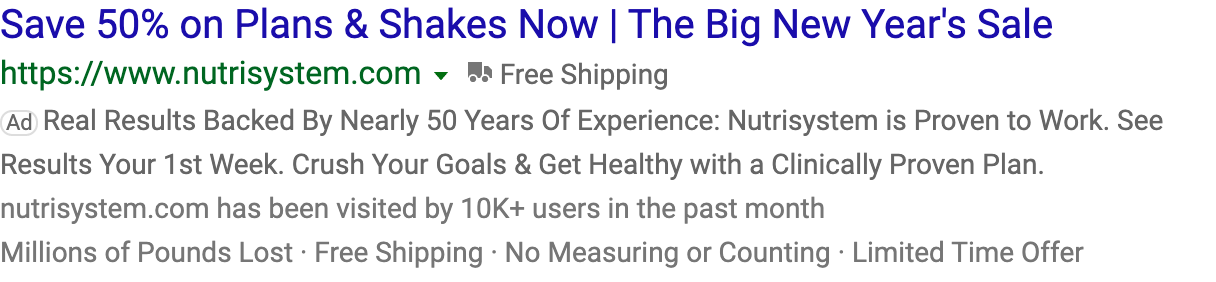 Save 50% on Plans & Shakes Now | The Big New Year's Sale
https://www.nutrisystem.com Free Shipping
Ad Real Results Backed By Nearly 50 Years Of Experience: Nutrisystem is Proven to Work. See
Results Your 1st Week. Crush Your Goals & Get Healthy with a Clinically Proven Plan.
nutrisystem.com has been visited by 10K+ users in the past month
Millions of Pounds Lost · Free Shipping · No Measuring or Counting · Limited Time Offer